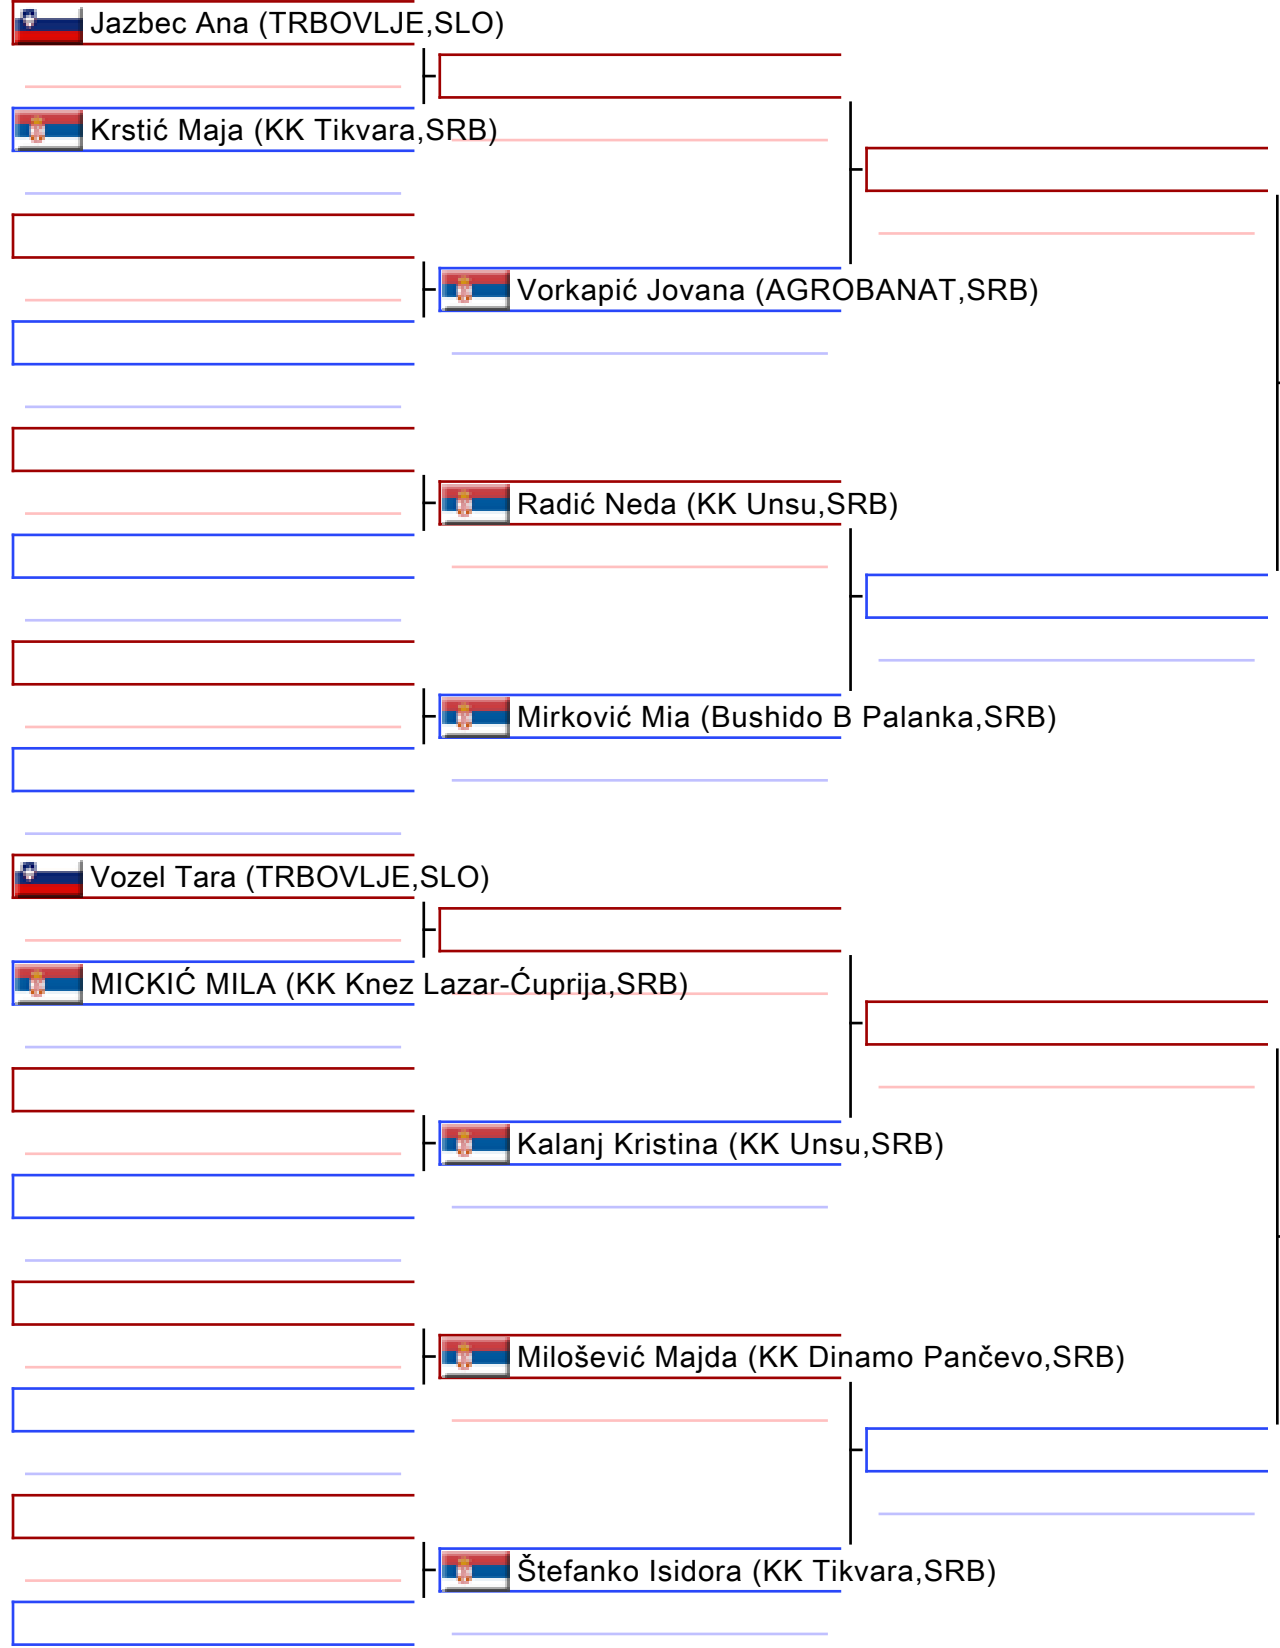 Jazbec Ana (TRBOVLJE,SLO)
Krstić Maja (KK Tikvara,SRB)
Vorkapić Jovana (AGROBANAT,SRB)
Radić Neda (KK Unsu,SRB)
Mirković Mia (Bushido B Palanka,SRB)
Vozel Tara (TRBOVLJE,SLO)
MICKIĆ MILA (KK Knez Lazar-Ćuprija,SRB)
Kalanj Kristina (KK Unsu,SRB)
Milošević Majda (KK Dinamo Pančevo,SRB)
Štefanko Isidora (KK Tikvara,SRB)